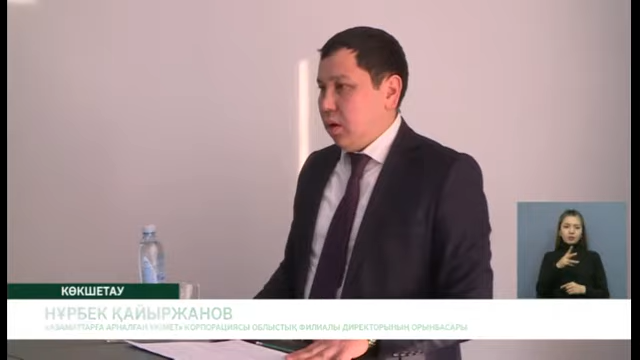 КӨКШЕТАУ
НҰРБЕК ҚАЙЫРЖАНОВ
«АЗАМАТТАРҒА АРНАЛҒАН ҮКІМЕТ» КОРПОРАЦИЯСЫ ОБЛЫСТЫҚ ФИЛИАЛЫ ДИРЕКТОРЫНЫҢ ОРЫНБАСАРЫ